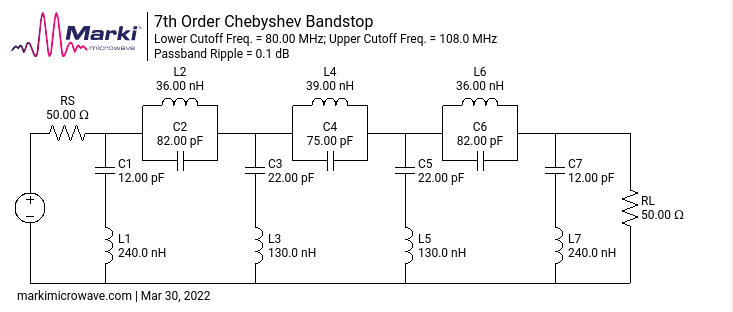 Marki
microwave
7th Order Chebyshev Bandstop
Lower Cutoff Freq. = 80.00 MHz; Upper Cutoff Freq. = 108.0 MHz
Passband Ripple = 0.1 dB
L2
36.00 nH
L4
39.00 nH
L6
36.00 nH
RS
50.00 Ω
C2
82.00 pF
C4
75.00 pF
C6
82.00 pF
C1
12.00 pF
C3
22.00 pF
C5
22.00 pF
C7
12.00 pF
+
−
RL
50.00 Ω
L1
240.0 nH
L3
130.0 nH
L5
130.0 nH
L7
240.0 nH
markimicrowave.com | Mar 30, 2022